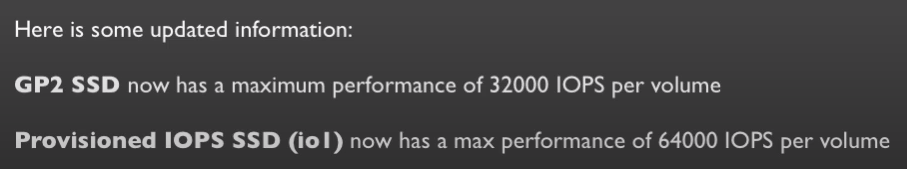 Here is some updated information:
GP2 SSD now has a maximum performance of 32000 IOPS per volume
Provisioned IOPS SSD (io1) now has a max performance of 64000 IOPS per volume